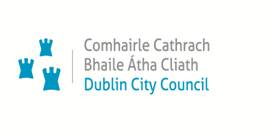 Comhairle Cathrach
Bhaile Átha Cliath
Dublin City Council